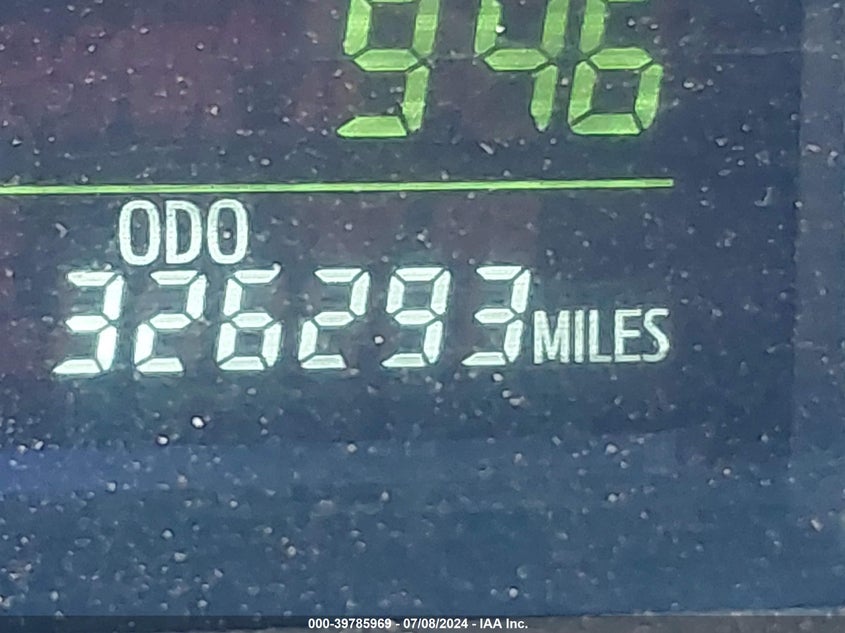 946
ODO
326293 MILES
000-39785969 - 07/08/2024 - IAA Inc.